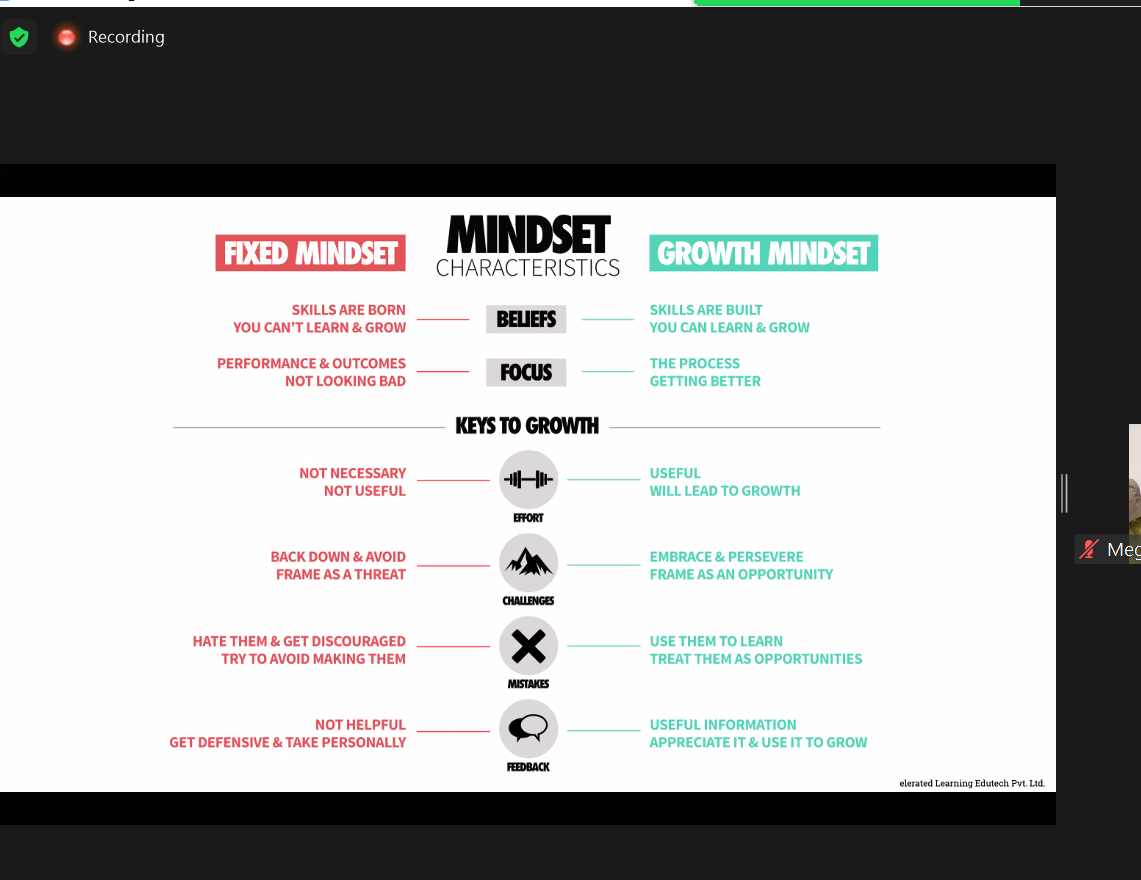 Recording
MINDSET
CHARACTERISTICS
FIXED MINDSET
GROWTH MINDSET
SKILLS ARE BORN
YOU CAN'T LEARN & GROW
BELIEFS
SKILLS ARE BUILT
YOU CAN LEARN & GROW
PERFORMANCE & OUTCOMES
NOT LOOKING BAD
FOCUS
THE PROCESS
GETTING BETTER
KEYS TO GROWTH
NOT NECESSARY
NOT USEFUL
EFFORT
USEFUL
WILL LEAD TO GROWTH
BACK DOWN & AVOID
FRAME AS A THREAT
CHALLENGES
EMBRACE & PERSEVERE
FRAME AS AN OPPORTUNITY
HATE THEM & GET DISCOURAGED
TRY TO AVOID MAKING THEM
MISTAKES
USE THEM TO LEARN
TREAT THEM AS OPPORTUNITIES
NOT HELPFUL
GET DEFENSIVE & TAKE PERSONALLY
FEEDBACK
USEFUL INFORMATION
APPRECIATE IT & USE IT TO GROW
elerated Learning Edutech Pvt. Ltd.